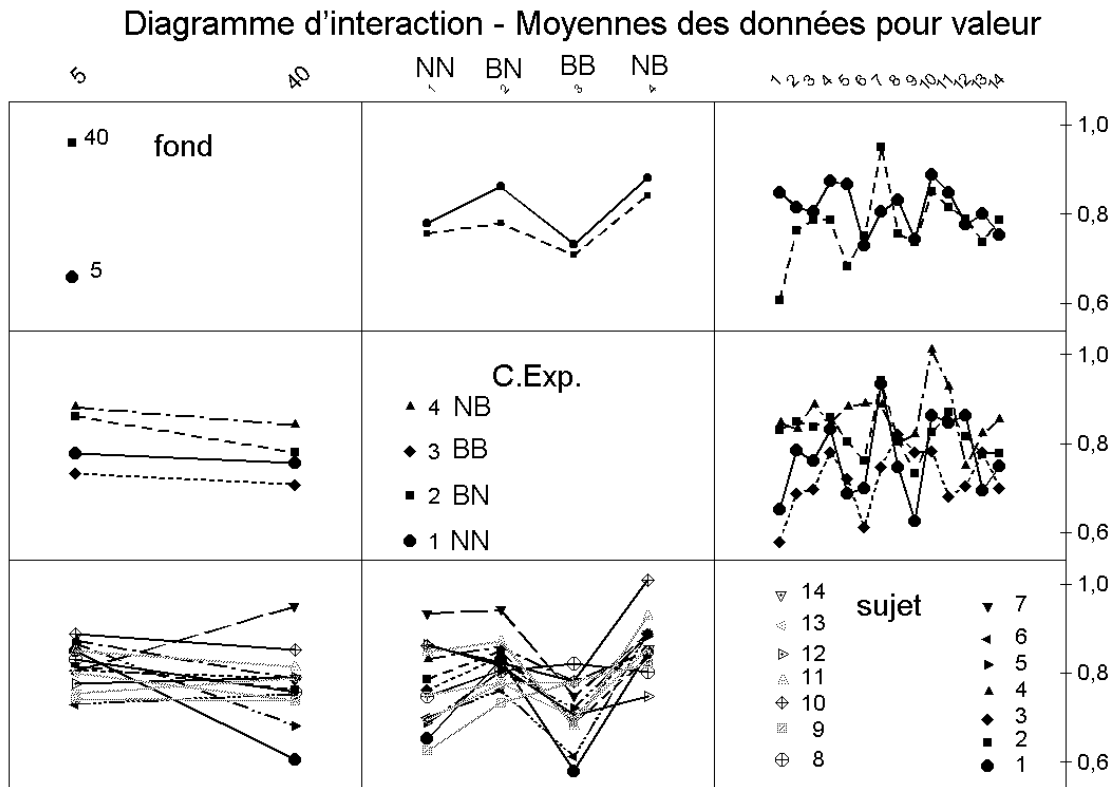 Diagramme d'interaction - Moyennes des données pour valeur
5 40 NN BN BB NB
1 2 3 4 1 2 3 4 5 6 7 8 9 10 11 12 13 14
40 fond
5
1,0
0,8
0,6
C.Exp.
4 NB
3 BB
2 BN
1 NN
1,0
0,8
0,6
sujet
14
13
12
11
10
9
8
7
6
5
4
3
2
1
1,0
0,8
0,6